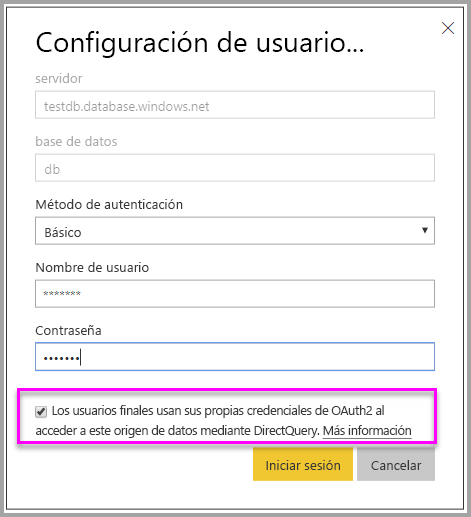 Configuración de usuario...
servidor
testdb.database.windows.net
base de datos
db
Método de autenticación
Básico
Nombre de usuario
*******
Contraseña
•••••••
Los usuarios finales usan sus propias credenciales de OAuth2 al
acceder a este origen de datos mediante DirectQuery. Más información
Iniciar sesión Cancelar